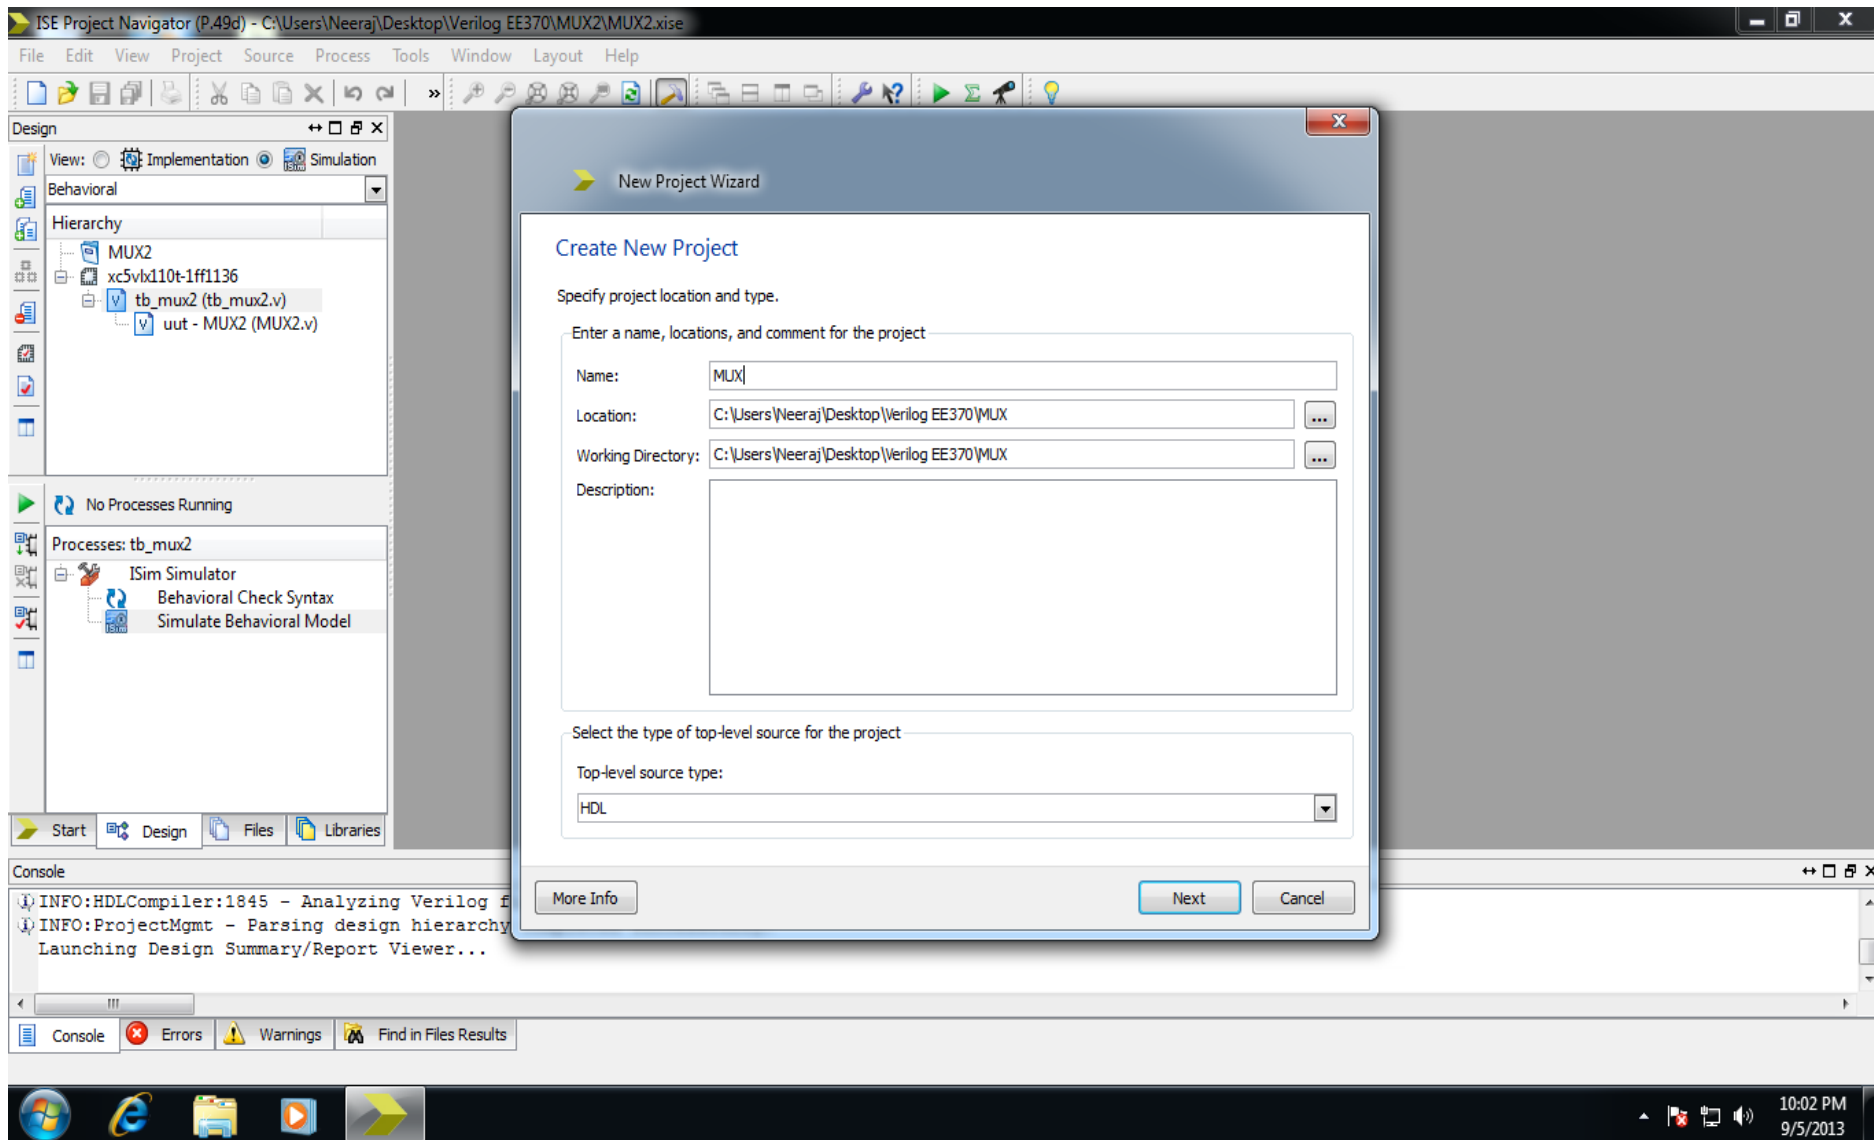 ISE Project Navigator (P.49d) - C:\Users\Neeraj\Desktop\Verilog EE370\MUX2\MUX2.xise
File Edit View Project Source Process Tools Window Layout Help
Design
View: Implementation Simulation
Behavioral
Hierarchy
MUX2
xc5vlx110t-1ff1136
tb_mux2 (tb_mux2.v)
uut - MUX2 (MUX2.v)
No Processes Running
Processes: tb_mux2
ISim Simulator
Behavioral Check Syntax
Simulate Behavioral Model
Start Design Files Libraries
New Project Wizard
Create New Project
Specify project location and type.
Enter a name, locations, and comment for the project
Name: MUX
Location: C:\Users\Neeraj\Desktop\Verilog EE370\MUX
Working Directory: C:\Users\Neeraj\Desktop\Verilog EE370\MUX
Description:
Select the type of top-level source for the project
Top-level source type:
HDL
More Info Next Cancel
Console
INFO:HDLCompiler:1845 - Analyzing Verilog f
INFO:ProjectMgmt - Parsing design hierarchy
Launching Design Summary/Report Viewer...
Console Errors Warnings Find in Files Results
10:02 PM
9/5/2013